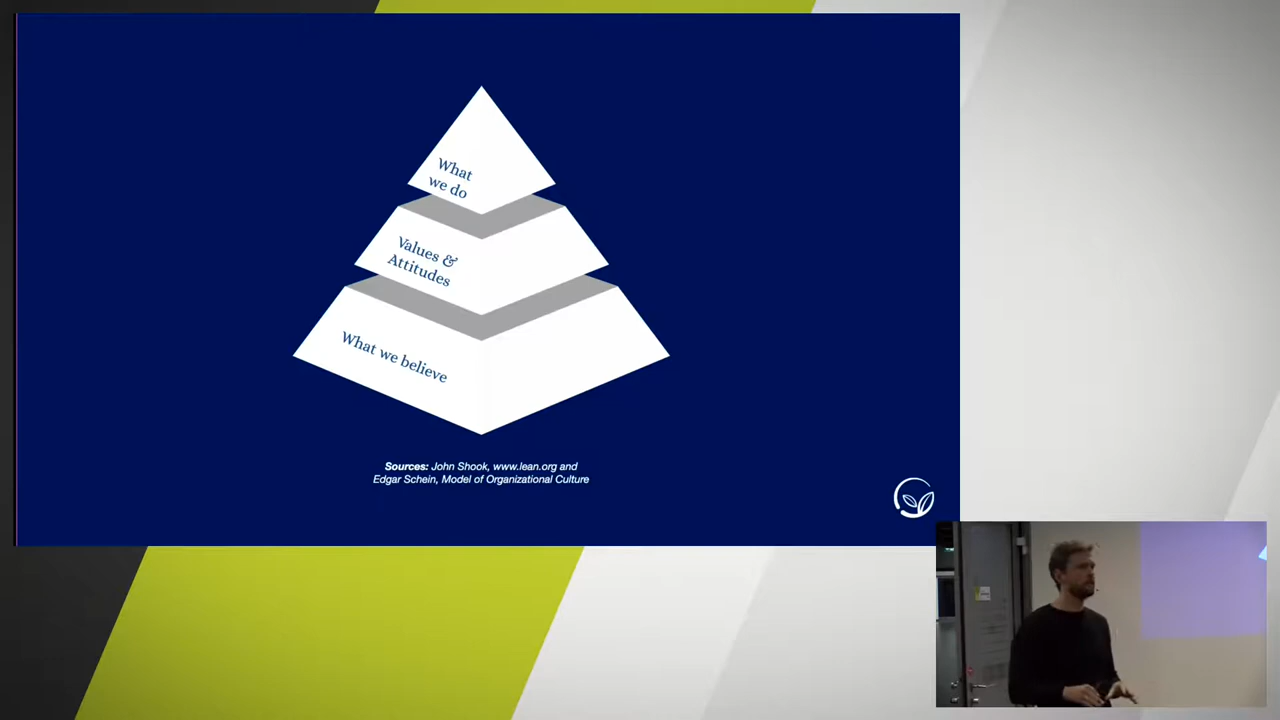 What
we do
Values &
Attitudes
What we believe
Sources: John Shook, www.lean.org and
Edgar Schein, Model of Organizational Culture